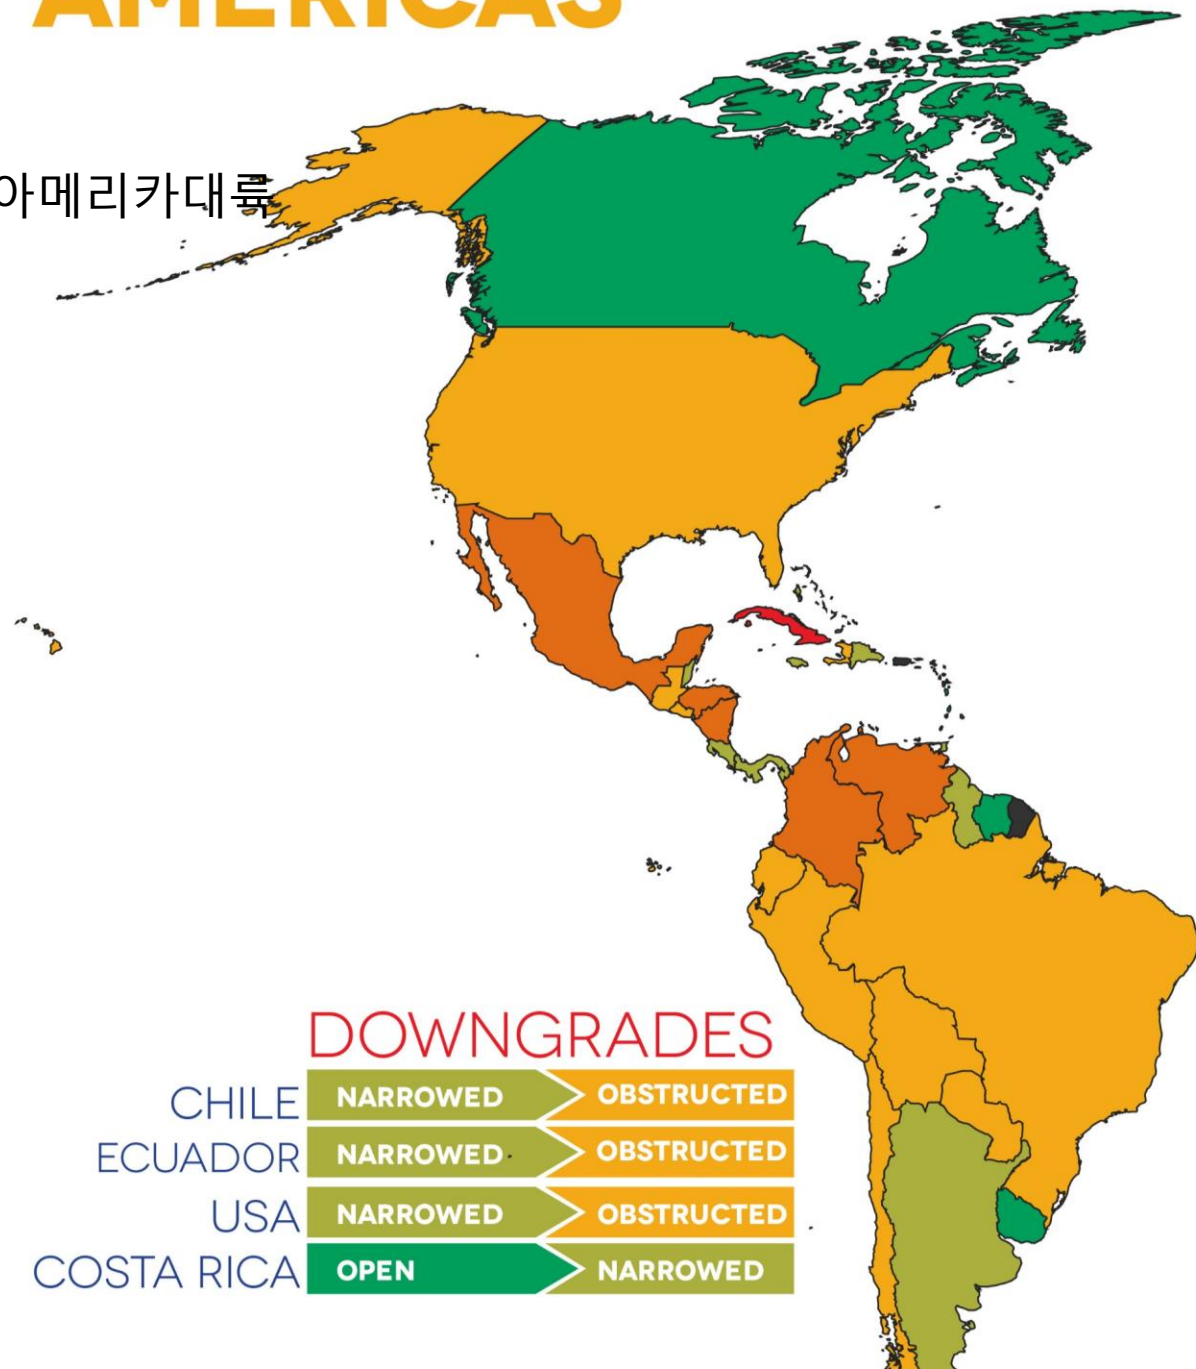 AMERICAS
아메리카대륙
DOWNGRADES
CHILE NARROWED OBSTRUCTED
ECUADOR NARROWED OBSTRUCTED
USA NARROWED OBSTRUCTED
COSTA RICA OPEN NARROWED